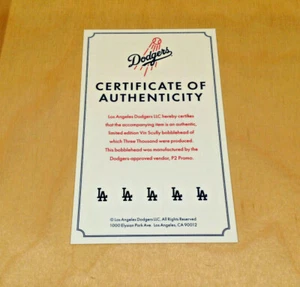 Dodgers
CERTIFICATE OF
AUTHENTICITY
Los Angeles Dodgers LLC hereby certifies
that the accompanying item is an authentic,
limited edition Vin Scully bobblehead of
which Three Thousand were produced.
This bobblehead was manufactured by the
Dodgers-approved vendor, P2 Promo.
LA LA LA LA LA
© Los Angeles Dodgers LLC, All Rights Reserved.
1000 Elysian Park Ave. Los Angeles, CA 90012